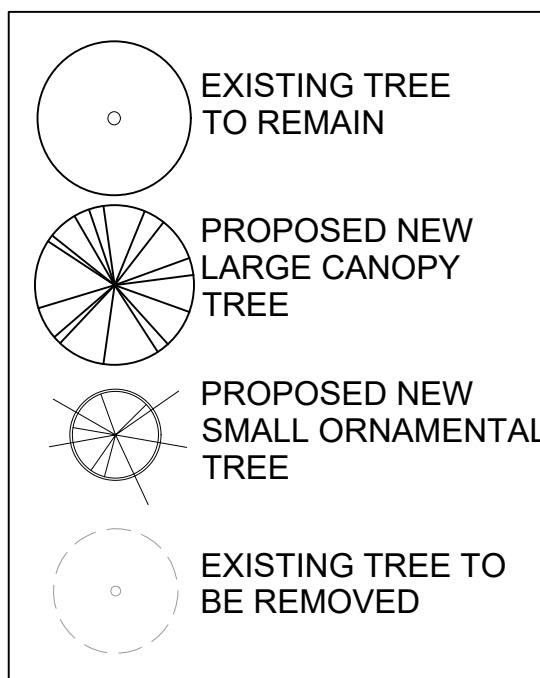 EXISTING TREE
TO REMAIN
PROPOSED NEW
LARGE CANOPY
TREE
PROPOSED NEW
SMALL ORNAMENTAL
TREE
EXISTING TREE TO
BE REMOVED